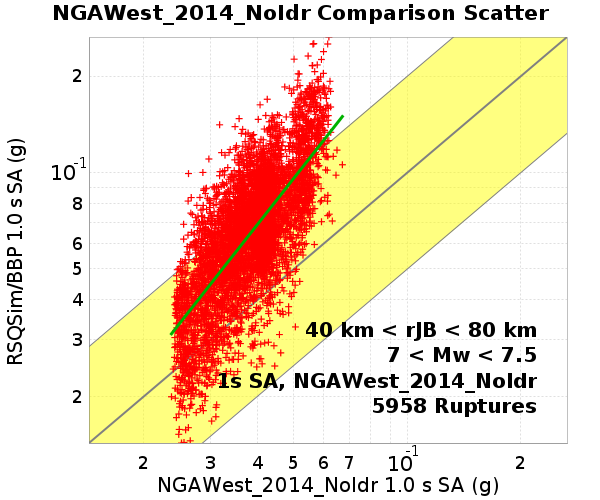 NGAWest_2014_NoIdr Comparison Scatter
RSQSim/BBP 1.0 s SA (g)
2
10-1
8
6
5
4
3
2
40 km < rJB < 80 km
7 < Mw < 7.5
1s SA, NGAWest_2014_NoIdr
5958 Ruptures
2 3 4 5 6 7 10-1 2
NGAWest_2014_NoIdr 1.0 s SA (g)